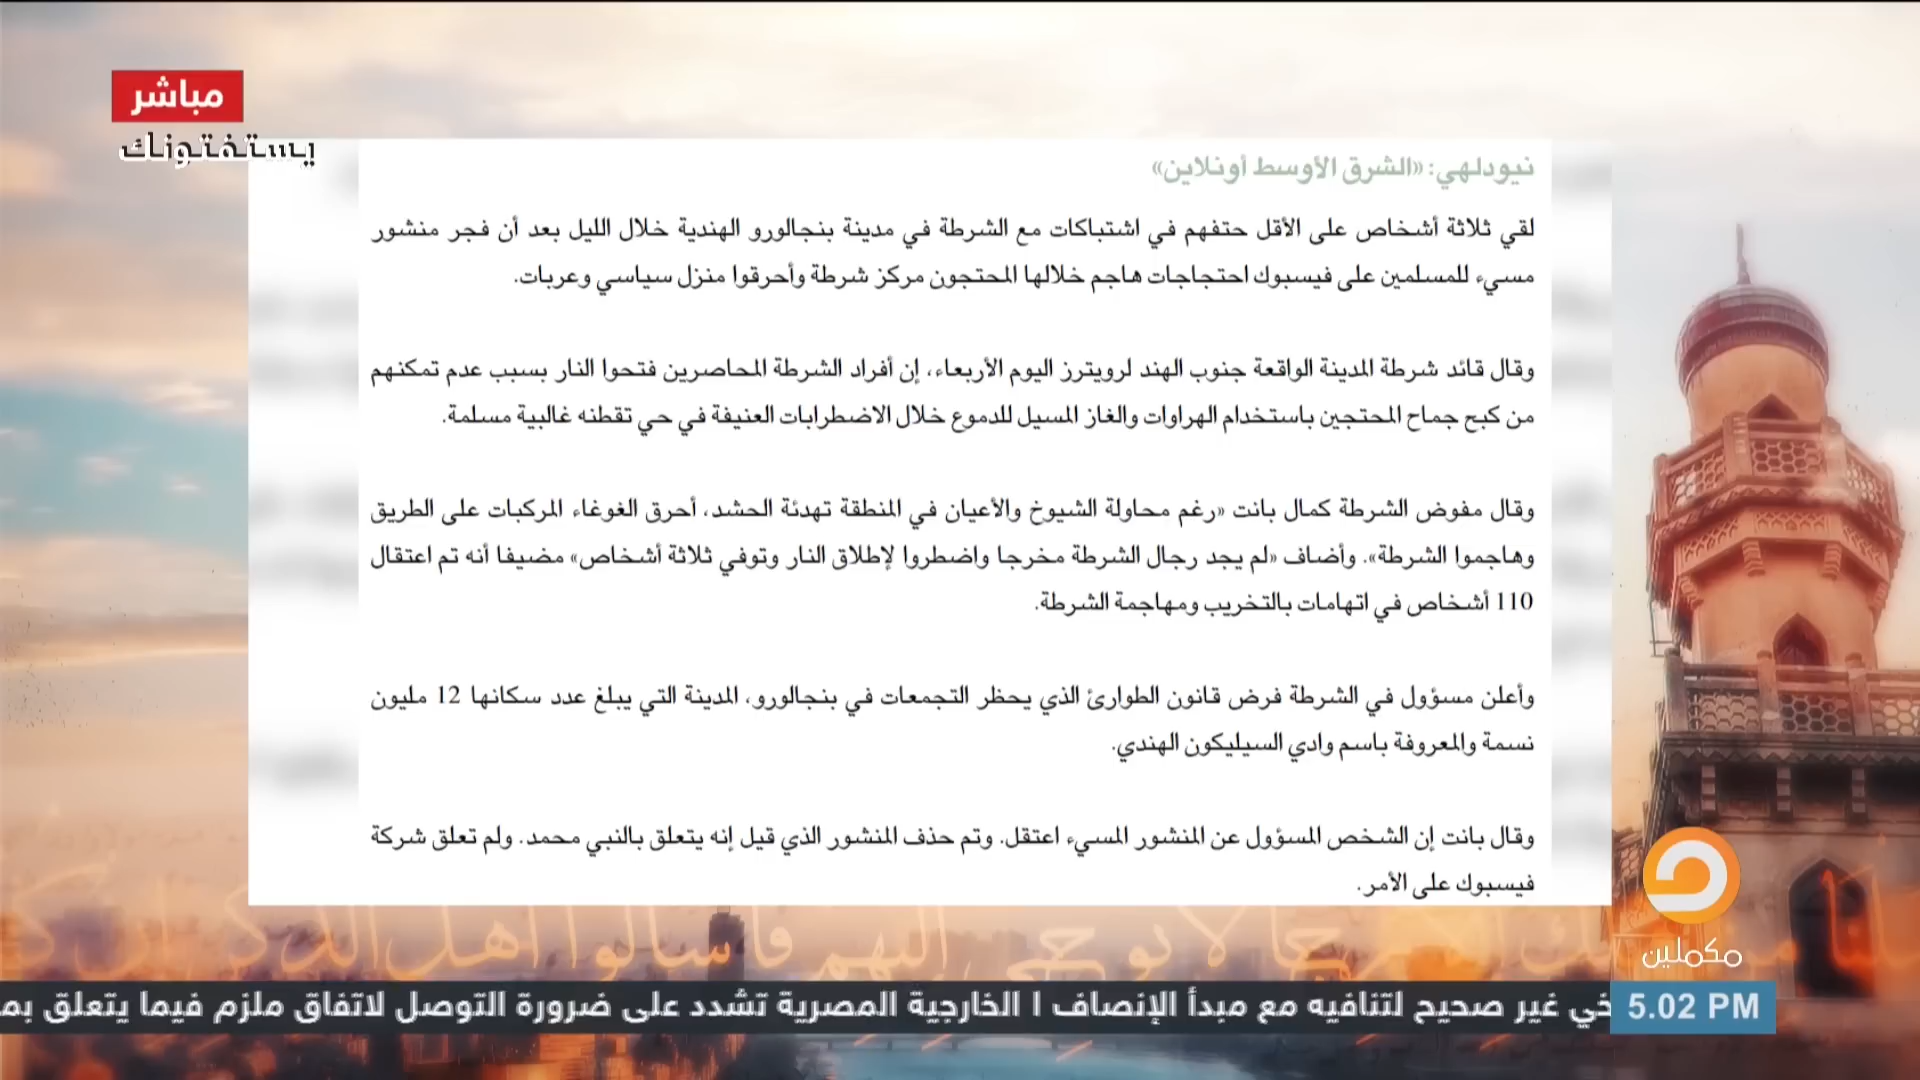 مباشر
يستفتونك
نيودلهي: «الشرق الأوسط أونلاين»
لقي ثلاثة أشخاص على الأقل حتفهم في اشتباكات مع الشرطة في مدينة بنجالورو الهندية خلال الليل بعد أن فجر منشور
مسيء للمسلمين على فيسبوك احتجاجات هاجم خلالها المحتجون مركز شرطة وأحرقوا منزل سياسي وعربات.
وقال قائد شرطة المدينة الواقعة جنوب الهند لرويترز اليوم الأربعاء، إن أفراد الشرطة المحاصرين فتحوا النار بسبب عدم تمكنهم
من كبح جماح المحتجين باستخدام الهراوات والغاز المسيل للدموع خلال الاضطرابات العنيفة في حي تقطنه غالبية مسلمة.
وقال مفوض الشرطة كمال بانت «رغم محاولة الشيوخ والأعيان في المنطقة تهدئة الحشد، أحرق الغوغاء المركبات على الطريق
وهاجموا الشرطة». وأضاف «لم يجد رجال الشرطة مخرجا واضطروا لإطلاق النار وتوفي ثلاثة أشخاص» مضيفا أنه تم اعتقال
110 أشخاص في اتهامات بالتخريب ومهاجمة الشرطة.
وأعلن مسؤول في الشرطة فرض قانون الطوارئ الذي يحظر التجمعات في بنجالورو، المدينة التي يبلغ عدد سكانها 12 مليون
نسمة والمعروفة باسم وادي السيليكون الهندي.
وقال بانت إن الشخص المسؤول عن المنشور المسيء اعتقل. وتم حذف المنشور الذي قيل إنه يتعلق بالنبي محمد. ولم تعلق شركة
فيسبوك على الأمر.
مكملين
فاسألوا أهل الذكر
غير صحيح لتنافيه مع مبدأ الإنصاف | الخارجية المصرية تشدد على ضرورة التوصل لاتفاق ملزم فيما يتعلق
5.02 PM